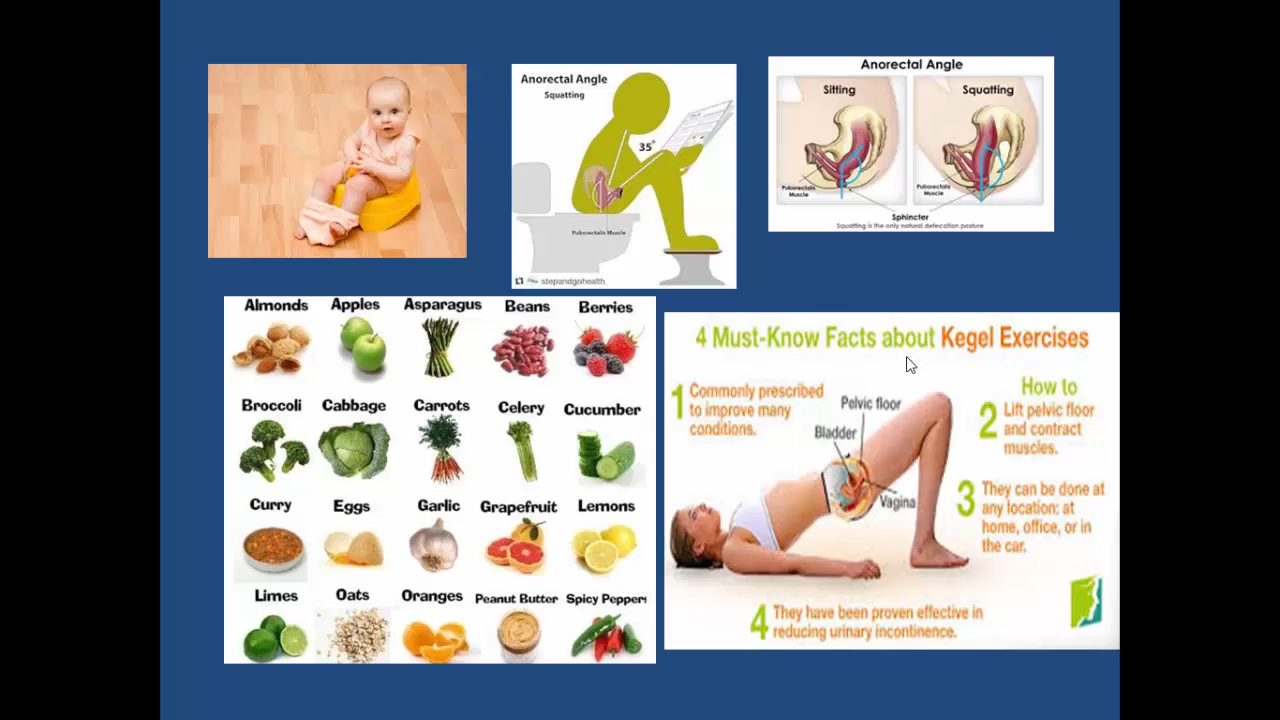 Anorectal Angle
Squatting
35°
Puborectalis Muscle
stepandgohealth
Anorectal Angle
Sitting
Squatting
Puborectalis
Muscle
Puborectalis
Muscle
Sphincter
Squatting is the only natural defecation posture
Almonds Apples Asparagus Beans Berries
Broccoli Cabbage Carrots Celery Cucumber
Curry Eggs Garlic Grapefruit Lemons
Limes Oats Oranges Peanut Butter Spicy Peppers
4 Must-Know Facts about Kegel Exercises
1 Commonly prescribed
to improve many
conditions.
Pelvic floor
Bladder
Vagina
How to
2 Lift pelvic floor
and contract
muscles.
3 They can be done at
any location; at
home, office, or in
the car.
4 They have been proven effective in
reducing urinary incontinence.